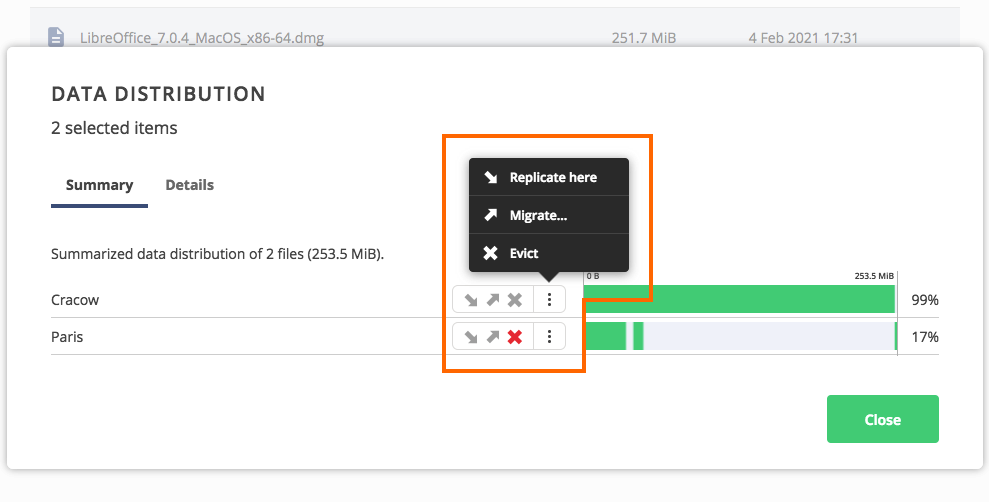 LibreOffice_7.0.4_MacOS_x86-64.dmg 251.7 MiB 4 Feb 2021 17:31
DATA DISTRIBUTION
2 selected items
Summary Details
Replicate here
Migrate...
Evict
Summarized data distribution of 2 files (253.5 MiB).
0 B 253.5 MiB
Cracow 99%
Paris 17%
Close